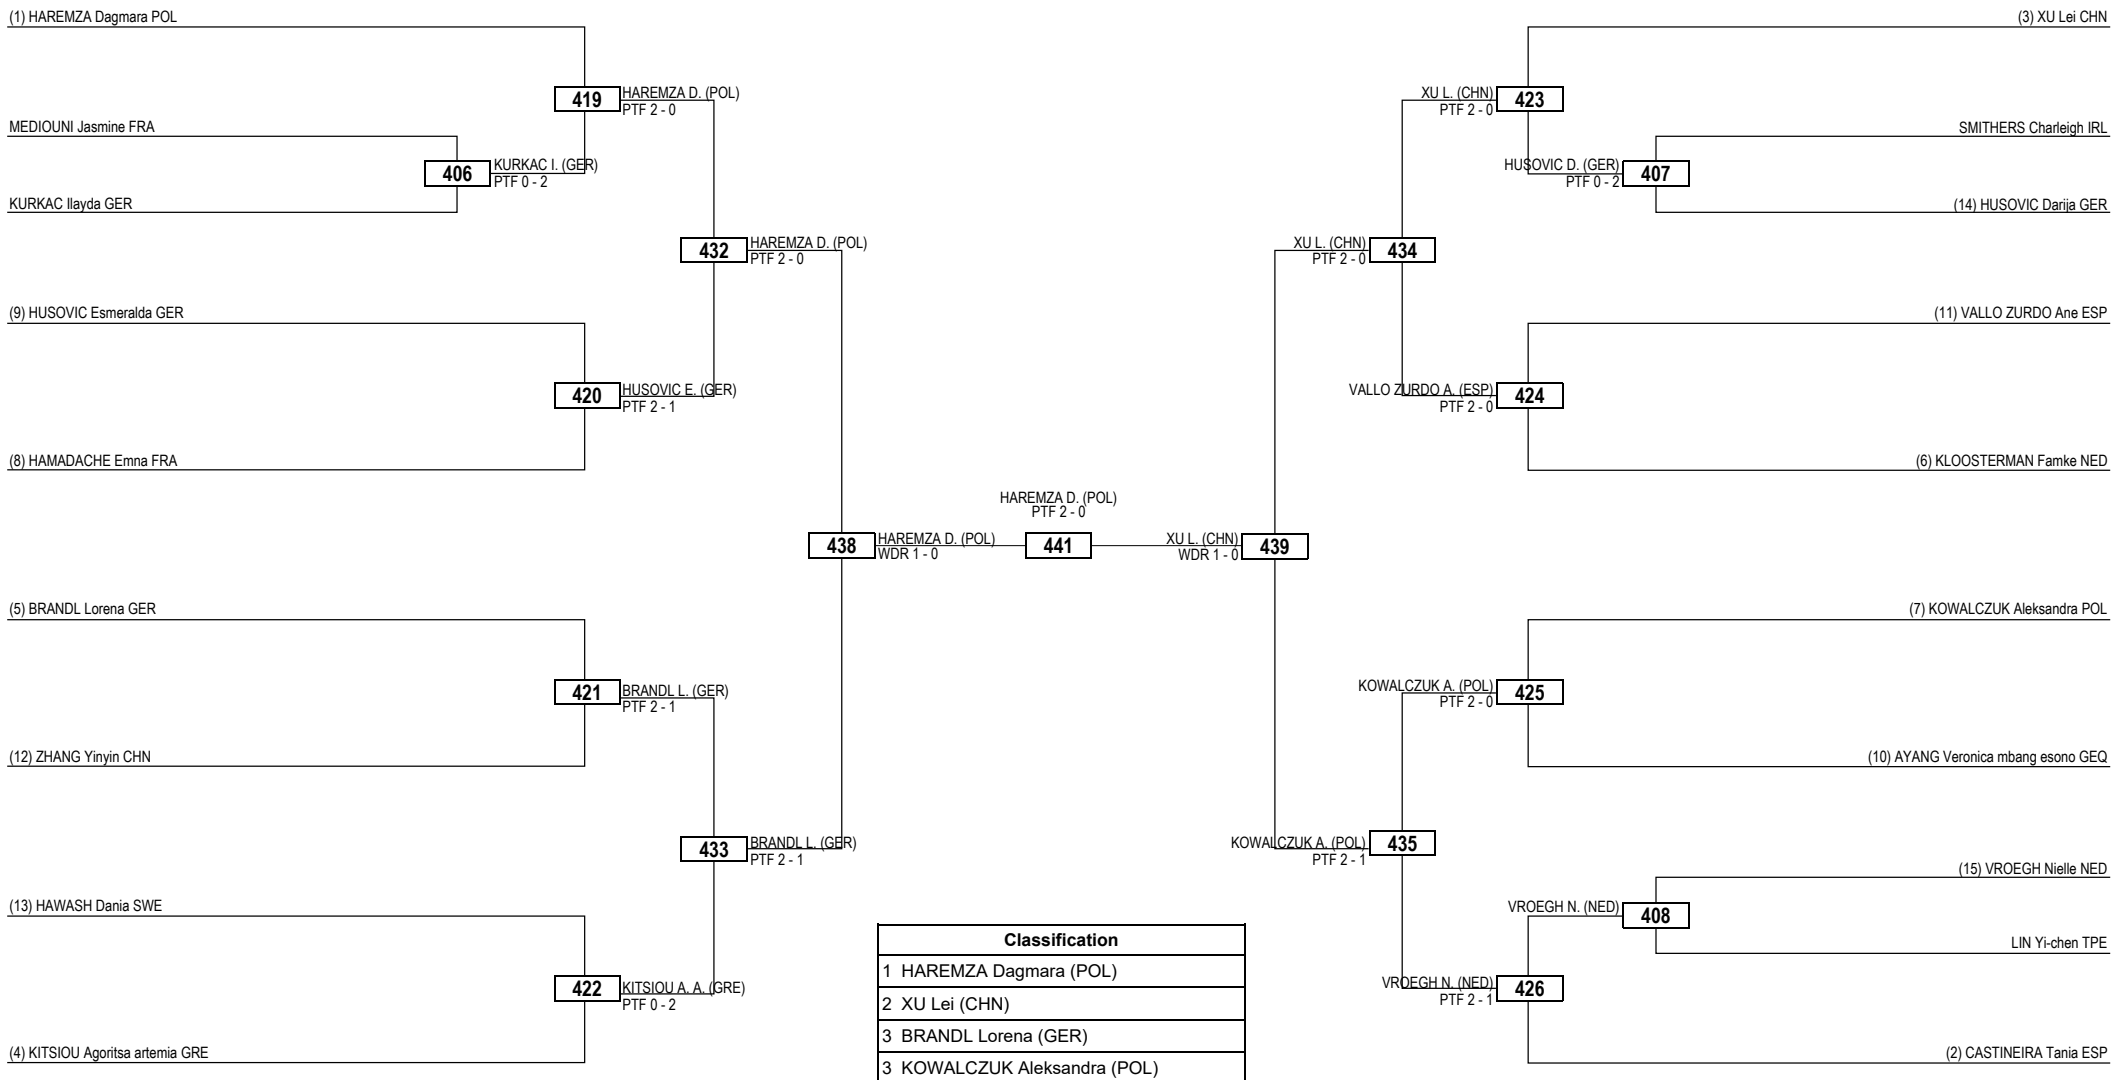 (1) HAREMZA Dagmara POL
(3) XU Lei CHN
419
HAREMZA D. (POL)
PTF 2 - 0
XU L. (CHN)
PTF 2 - 0
423
MEDIOUNI Jasmine FRA
SMITHERS Charleigh IRL
406
KURKAC I. (GER)
PTF 0 - 2
HUSOVIC D. (GER)
PTF 0 - 2
407
KURKAC Ilayda GER
(14) HUSOVIC Darija GER
432
HAREMZA D. (POL)
PTF 2 - 0
XU L. (CHN)
PTF 2 - 0
434
(9) HUSOVIC Esmeralda GER
(11) VALLO ZURDO Ane ESP
420
HUSOVIC E. (GER)
PTF 2 - 1
VALLO ZURDO A. (ESP)
PTF 2 - 0
424
(8) HAMADACHE Emna FRA
(6) KLOOSTERMAN Famke NED
HAREMZA D. (POL)
PTF 2 - 0
438
HAREMZA D. (POL)
WDR 1 - 0
441
XU L. (CHN)
WDR 1 - 0
439
(5) BRANDL Lorena GER
(7) KOWALCZUK Aleksandra POL
421
BRANDL L. (GER)
PTF 2 - 1
KOWALCZUK A. (POL)
PTF 2 - 0
425
(12) ZHANG Yinyin CHN
(10) AYANG Veronica mbang esono GEQ
433
BRANDL L. (GER)
PTF 2 - 1
KOWALCZUK A. (POL)
PTF 2 - 1
435
(15) VROEGH Nielle NED
(13) HAWASH Dania SWE
VROEGH N. (NED)
408
LIN Yi-chen TPE
422
KITSIOU A. A. (GRE)
PTF 0 - 2
VROEGH N. (NED)
PTF 2 - 1
426
(4) KITSIOU Agoritsa artemia GRE
(2) CASTINEIRA Tania ESP
Classification
1 HAREMZA Dagmara (POL)
2 XU Lei (CHN)
3 BRANDL Lorena (GER)
3 KOWALCZUK Aleksandra (POL)